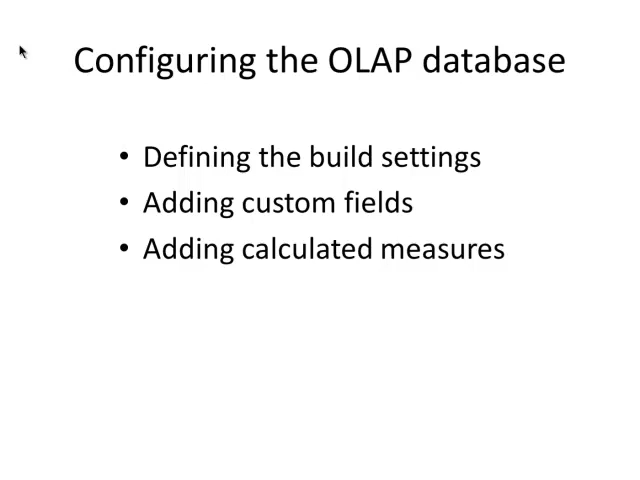 Configuring the OLAP database
• Defining the build settings
• Adding custom fields
• Adding calculated measures